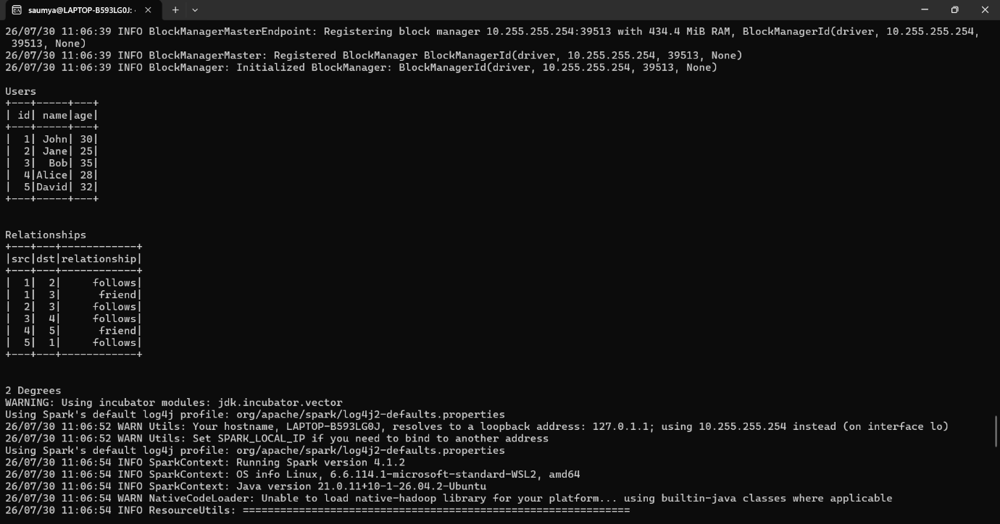 saumya@LAPTOP-B593LG0J: ·
26/07/30 11:06:39 INFO BlockManagerMasterEndpoint: Registering block manager 10.255.255.254:39513 with 434.4 MiB RAM, BlockManagerId(driver, 10.255.255.254,
 39513, None)
26/07/30 11:06:39 INFO BlockManagerMaster: Registered BlockManager BlockManagerId(driver, 10.255.255.254, 39513, None)
26/07/30 11:06:39 INFO BlockManager: Initialized BlockManager: BlockManagerId(driver, 10.255.255.254, 39513, None)
Users
+---+-----+---+
| id| name|age|
+---+-----+---+
|  1| John| 30|
|  2| Jane| 25|
|  3|  Bob| 35|
|  4|Alice| 28|
|  5|David| 32|
+---+-----+---+
Relationships
+---+---+------------+
|src|dst|relationship|
+---+---+------------+
|  1|  2|     follows|
|  1|  3|      friend|
|  2|  3|     follows|
|  3|  4|     follows|
|  4|  5|      friend|
|  5|  1|     follows|
+---+---+------------+
2 Degrees
WARNING: Using incubator modules: jdk.incubator.vector
Using Spark's default log4j profile: org/apache/spark/log4j2-defaults.properties
26/07/30 11:06:52 WARN Utils: Your hostname, LAPTOP-B593LG0J, resolves to a loopback address: 127.0.1.1; using 10.255.255.254 instead (on interface lo)
26/07/30 11:06:52 WARN Utils: Set SPARK_LOCAL_IP if you need to bind to another address
Using Spark's default log4j profile: org/apache/spark/log4j2-defaults.properties
26/07/30 11:06:54 INFO SparkContext: Running Spark version 4.1.2
26/07/30 11:06:54 INFO SparkContext: OS info Linux, 6.6.114.1-microsoft-standard-WSL2, amd64
26/07/30 11:06:54 INFO SparkContext: Java version 21.0.11+10-1-26.04.2-Ubuntu
26/07/30 11:06:54 WARN NativeCodeLoader: Unable to load native-hadoop library for your platform... using builtin-java classes where applicable
26/07/30 11:06:54 INFO ResourceUtils: ==============================================================